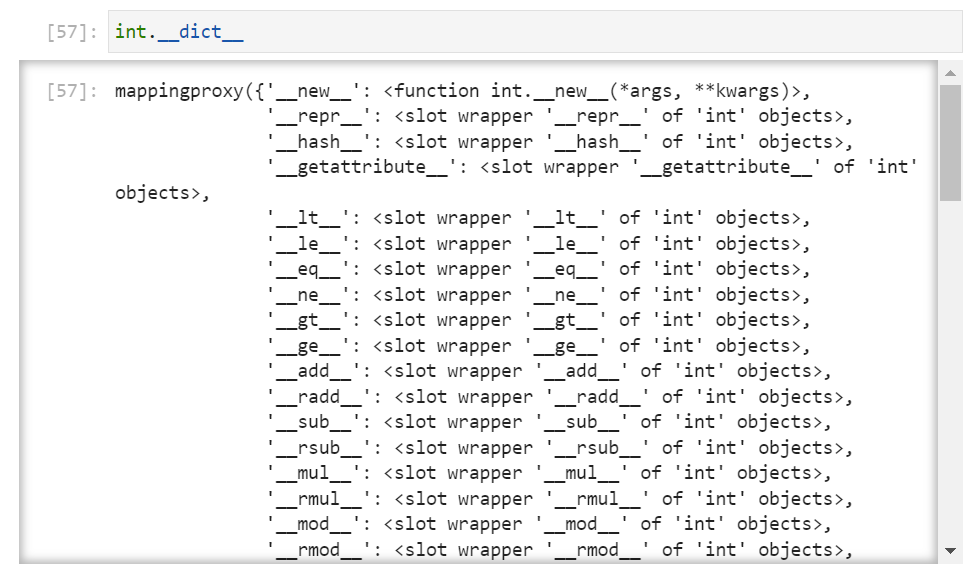 [57]: int.__dict__
[57]: mappingproxy({'__new__': <function int.__new__(*args, **kwargs)>,
'__repr__': <slot wrapper '__repr__' of 'int' objects>,
'__hash__': <slot wrapper '__hash__' of 'int' objects>,
'__getattribute__': <slot wrapper '__getattribute__' of 'int'
objects>,
'__lt__': <slot wrapper '__lt__' of 'int' objects>,
'__le__': <slot wrapper '__le__' of 'int' objects>,
'__eq__': <slot wrapper '__eq__' of 'int' objects>,
'__ne__': <slot wrapper '__ne__' of 'int' objects>,
'__gt__': <slot wrapper '__gt__' of 'int' objects>,
'__ge__': <slot wrapper '__ge__' of 'int' objects>,
'__add__': <slot wrapper '__add__' of 'int' objects>,
'__radd__': <slot wrapper '__radd__' of 'int' objects>,
'__sub__': <slot wrapper '__sub__' of 'int' objects>,
'__rsub__': <slot wrapper '__rsub__' of 'int' objects>,
'__mul__': <slot wrapper '__mul__' of 'int' objects>,
'__rmul__': <slot wrapper '__rmul__' of 'int' objects>,
'__mod__': <slot wrapper '__mod__' of 'int' objects>,
'__rmod__': <slot wrapper '__rmod__' of 'int' objects>,